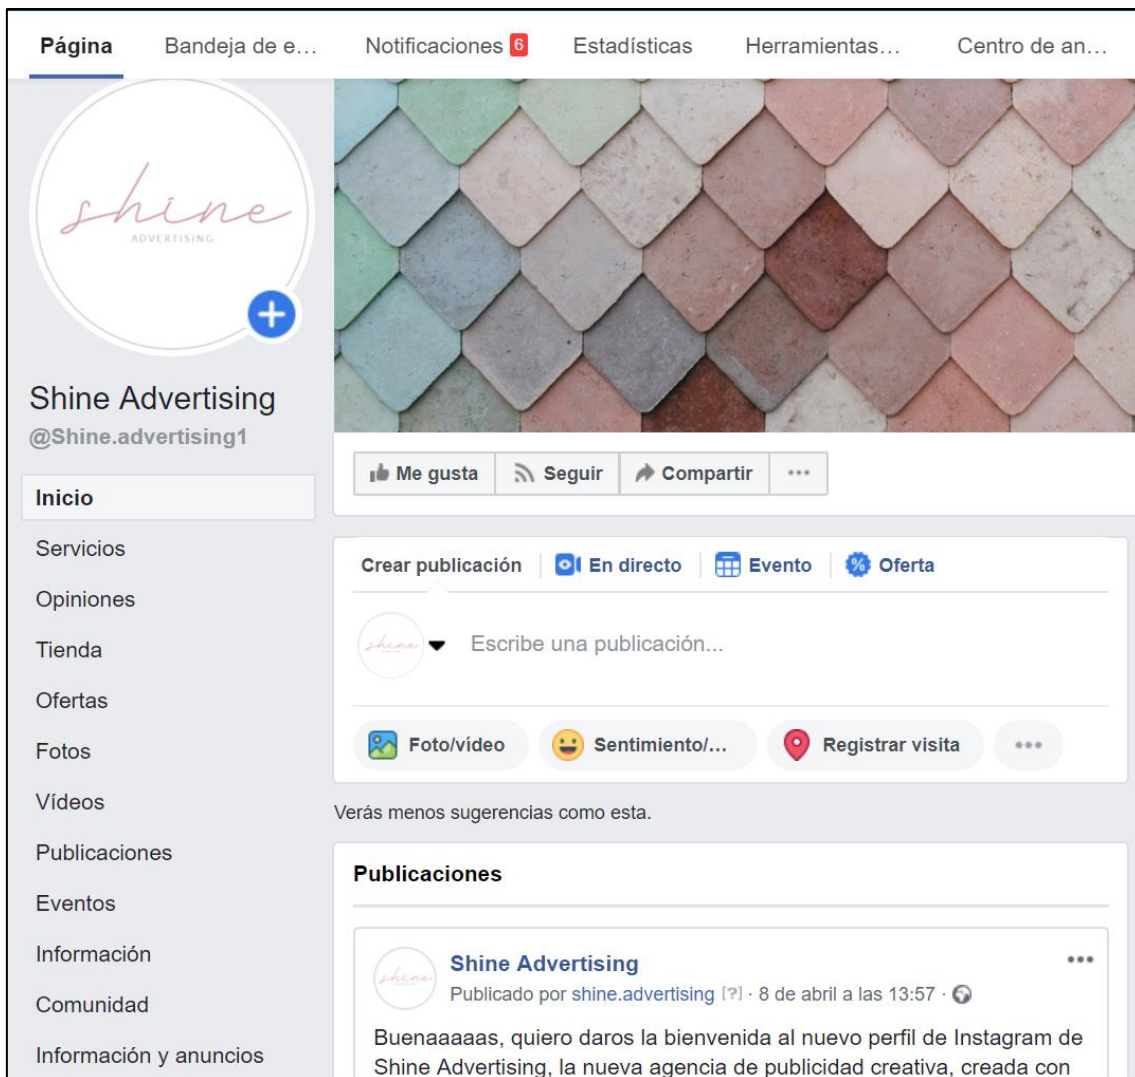 Página Bandeja de e... Notificaciones 6 Estadísticas Herramientas... Centro de an...
shine
ADVERTISING
Shine Advertising
@Shine.advertising1
Inicio
Servicios
Opiniones
Tienda
Ofertas
Fotos
Vídeos
Publicaciones
Eventos
Información
Comunidad
Información y anuncios
Me gusta Seguir Compartir ...
Crear publicación En directo Evento Oferta
shine Escribe una publicación...
Foto/vídeo Sentimiento/... Registrar visita ...
Verás menos sugerencias como esta.
Publicaciones
shine Shine Advertising ...
Publicado por shine.advertising [?] · 8 de abril a las 13:57 ·
Buenaaaaas, quiero daros la bienvenida al nuevo perfil de Instagram de
Shine Advertising, la nueva agencia de publicidad creativa, creada con